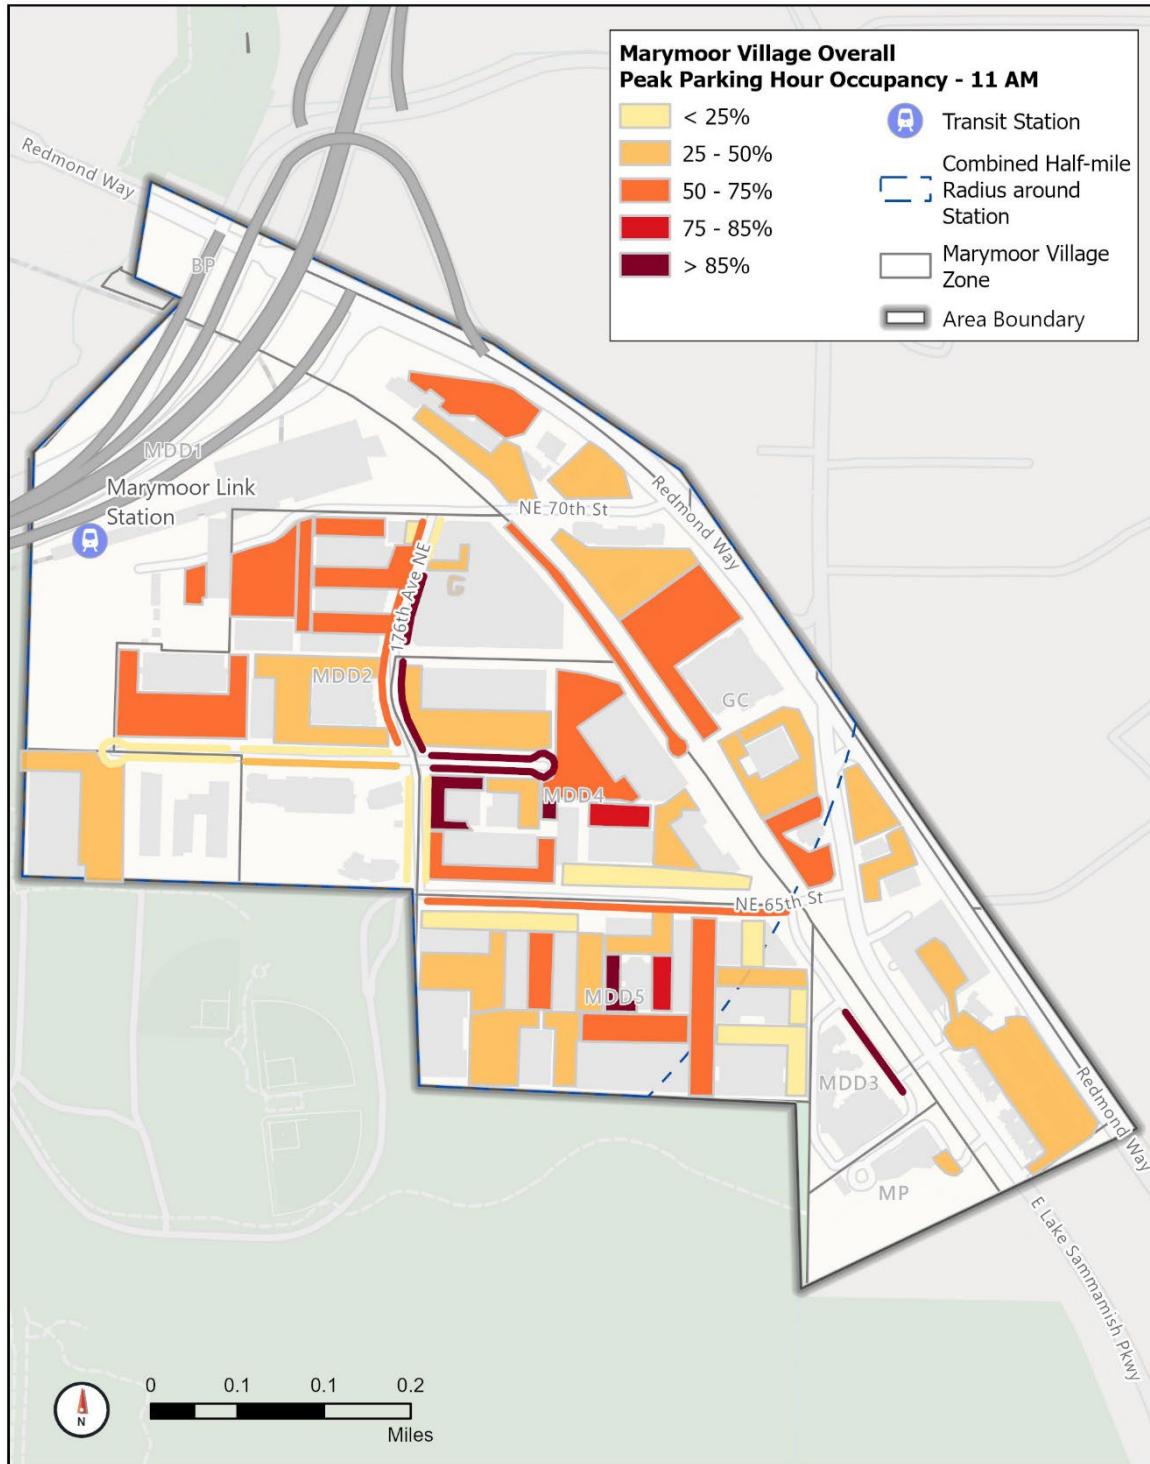 Marymoor Village Overall
Peak Parking Hour Occupancy - 11 AM
< 25%
25 - 50%
50 - 75%
75 - 85%
> 85%
Transit Station
Combined Half-mile
Radius around
Station
Marymoor Village
Zone
Area Boundary
Redmond Way
BP
MDD1
Marymoor Link
Station
NE 70th St
Redmond Way
176th Ave NE
MDD2
GC
MDD4
NE 65th St
MDD5
MDD3
Redmond Way
MP
E Lake Sammamish Pkwy
N
0 0.1 0.1 0.2
Miles